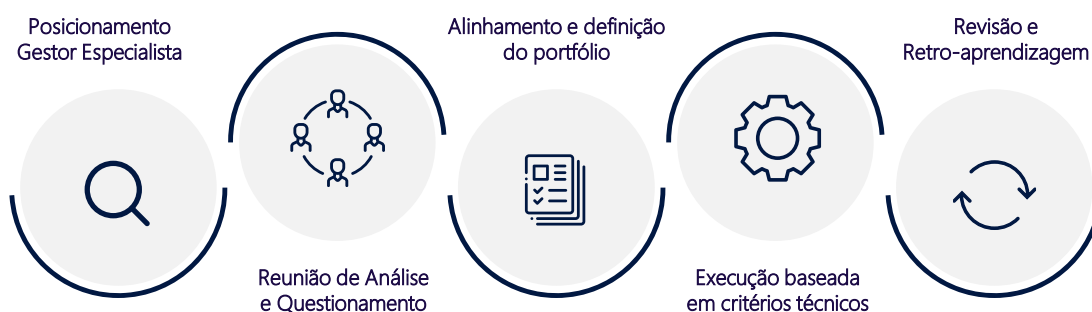 Posicionamento
Gestor Especialista
Reunião de Análise
e Questionamento
Alinhamento e definição
do portfólio
Execução baseada
em critérios técnicos
Revisão e
Retro-aprendizagem